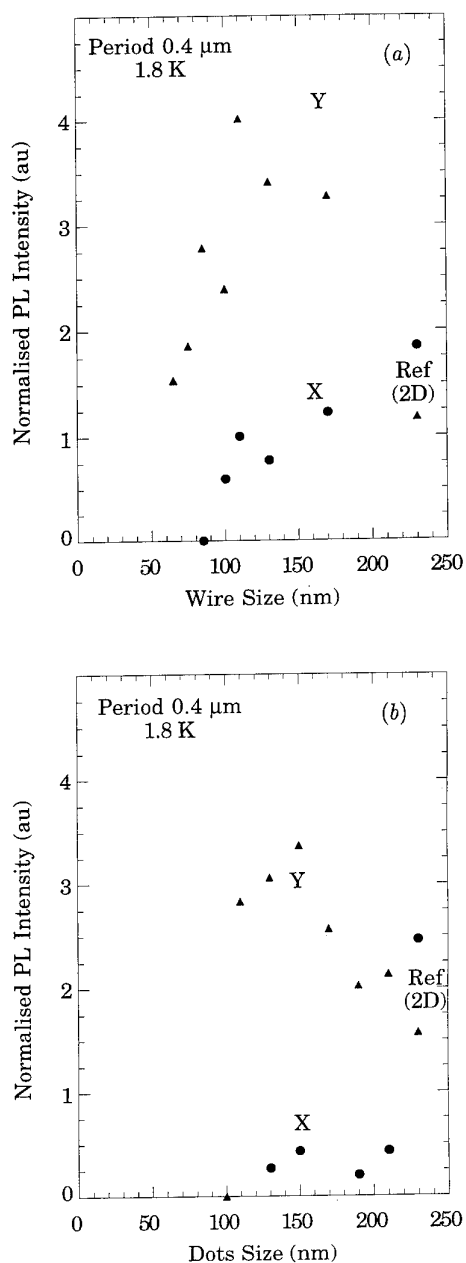 Period 0.4 µm
1.8 K
(a)
Y
X
Ref
(2D)
Normalised PL Intensity (au)
4
3
2
1
0
0 50 100 150 200 250
Wire Size (nm)
Period 0.4 µm
1.8 K
(b)
Y
X
Ref
(2D)
Normalised PL Intensity (au)
4
3
2
1
0
0 50 100 150 200 250
Dots Size (nm)